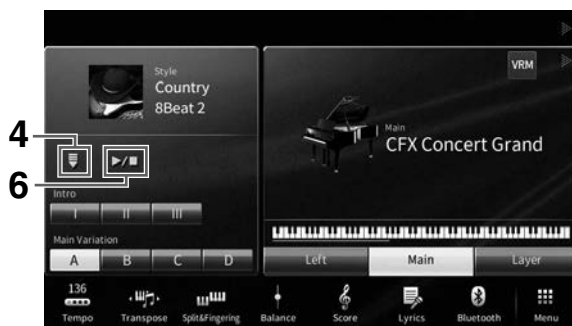 Style
Country
8Beat 2
4
6
Intro
I II III
Main Variation
A B C D
VRM
Main
CFX Concert Grand
Left Main Layer
136
Tempo Transpose Split&Fingering Balance Score Lyrics Bluetooth Menu